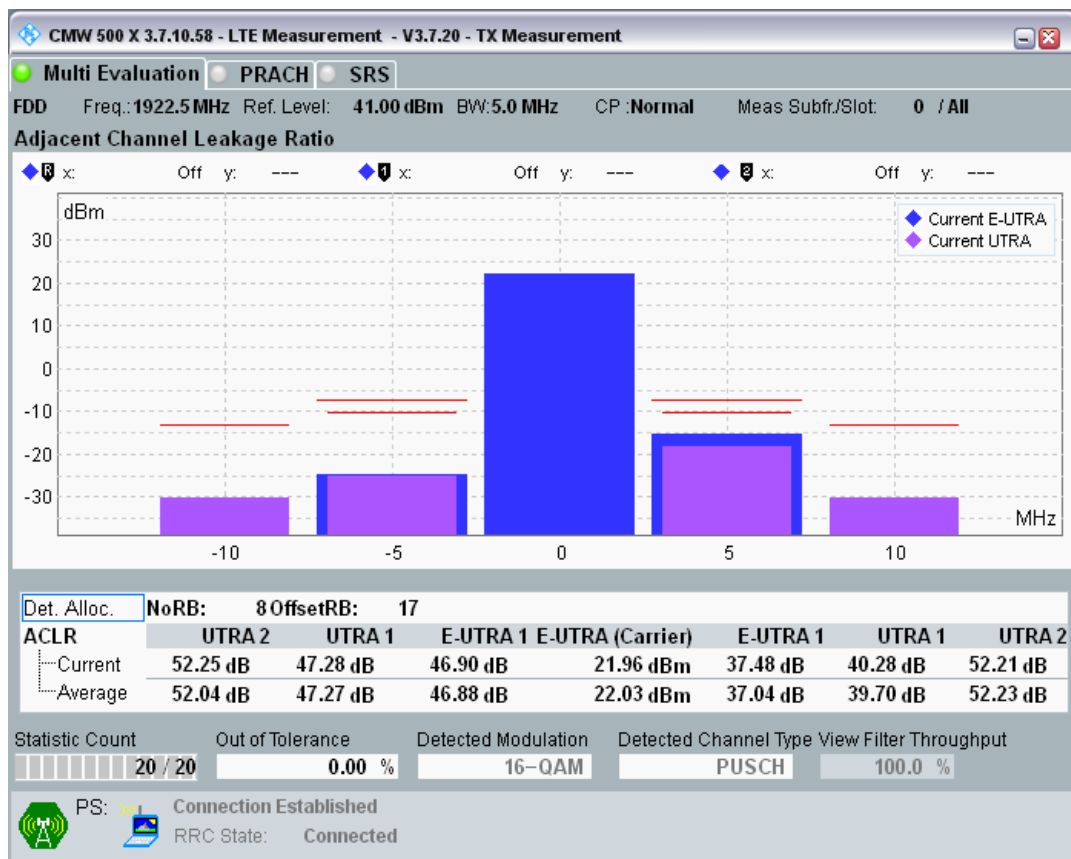 CMW 500 X 3.7.10.58 - LTE Measurement - V3.7.20 - TX Measurement
Multi Evaluation PRACH SRS
FDD Freq.:1922.5 MHz Ref. Level: 41.00 dBm BW:5.0 MHz CP :Normal Meas Subfr./Slot: 0 / All
Adjacent Channel Leakage Ratio
R x: Off y: --- 1 x: Off y: --- 2 x: Off y: ---
dBm
Current E-UTRA
Current UTRA
30
20
10
0
-10
-20
-30
MHz
-10 -5 0 5 10
Det. Alloc. NoRB: 8 OffsetRB: 17
ACLR UTRA 2 UTRA 1 E-UTRA 1 E-UTRA (Carrier) E-UTRA 1 UTRA 1 UTRA 2
Current 52.25 dB 47.28 dB 46.90 dB 21.96 dBm 37.48 dB 40.28 dB 52.21 dB
Average 52.04 dB 47.27 dB 46.88 dB 22.03 dBm 37.04 dB 39.70 dB 52.23 dB
Statistic Count Out of Tolerance Detected Modulation Detected Channel Type View Filter Throughput
20 / 20 0.00 % 16-QAM PUSCH 100.0 %
PS: Connection Established
RRC State: Connected